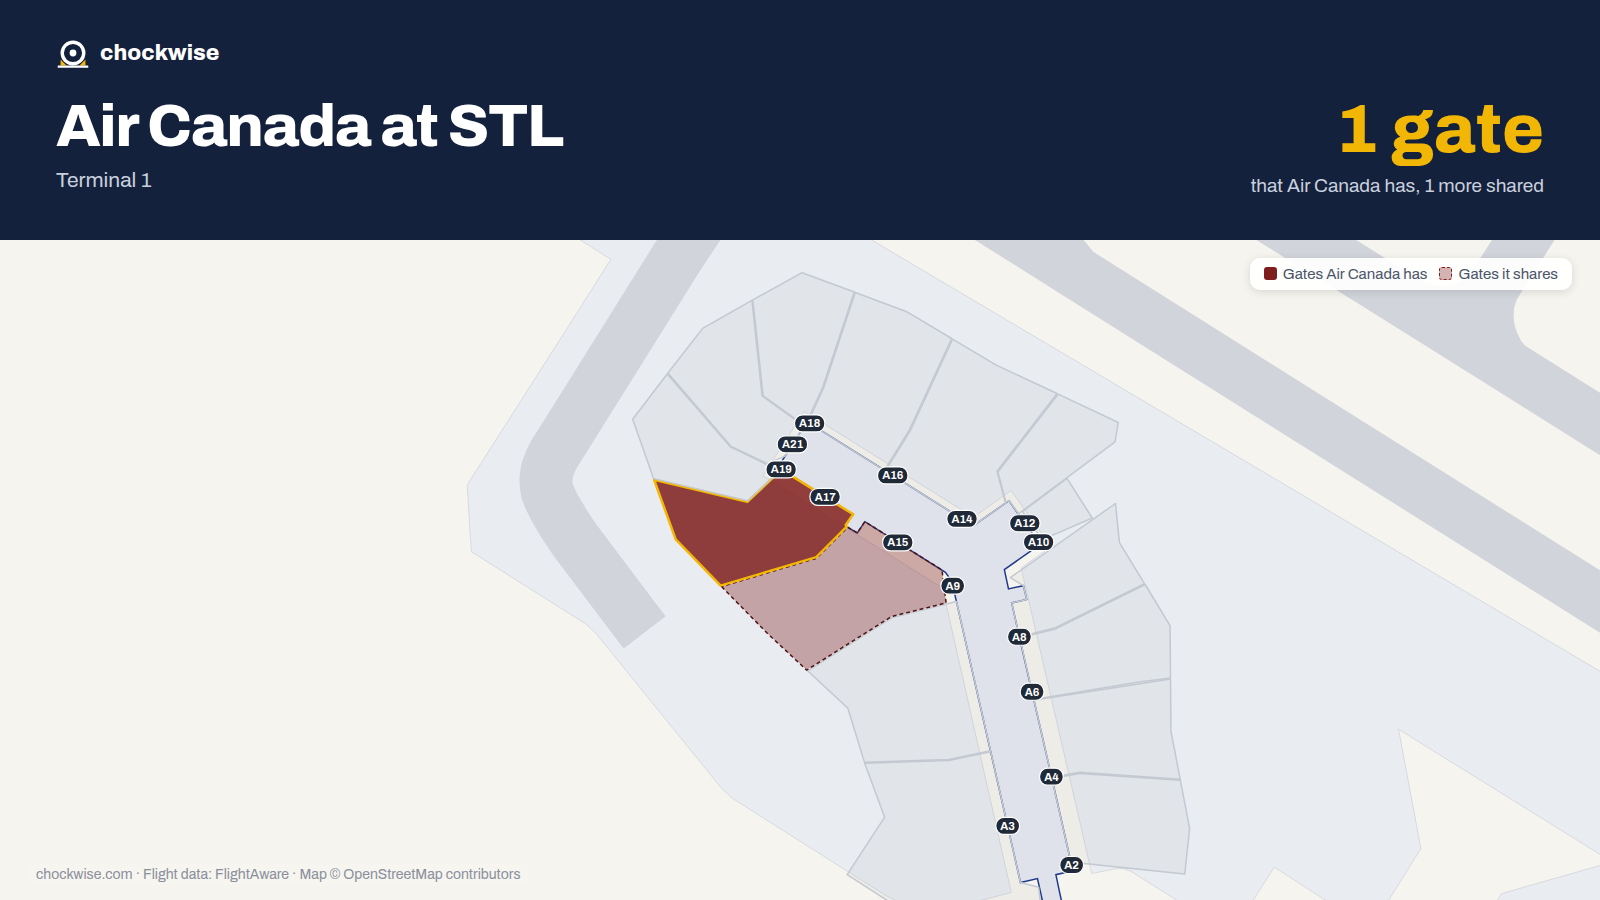 chockwise
Air Canada at STL
Terminal 1
1 gate
that Air Canada has, 1 more shared
Gates Air Canada has
Gates it shares
A18
A21
A19
A16
A17
A14
A12
A15
A10
A9
A8
A6
A4
A3
A2
chockwise.com · Flight data: FlightAware · Map © OpenStreetMap contributors